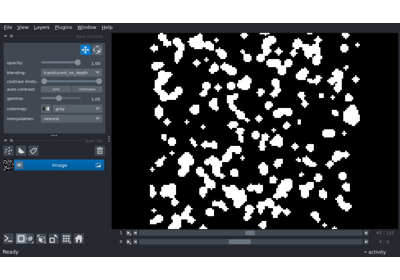 File View Layers Plugins Window Help
opacity: 1.00
blending: translucent_no_depth
contrast limits:
auto-contrast: once continuous
gamma: 1.00
colormap: gray
interpolation: nearest
Image
1
0
Ready
activity